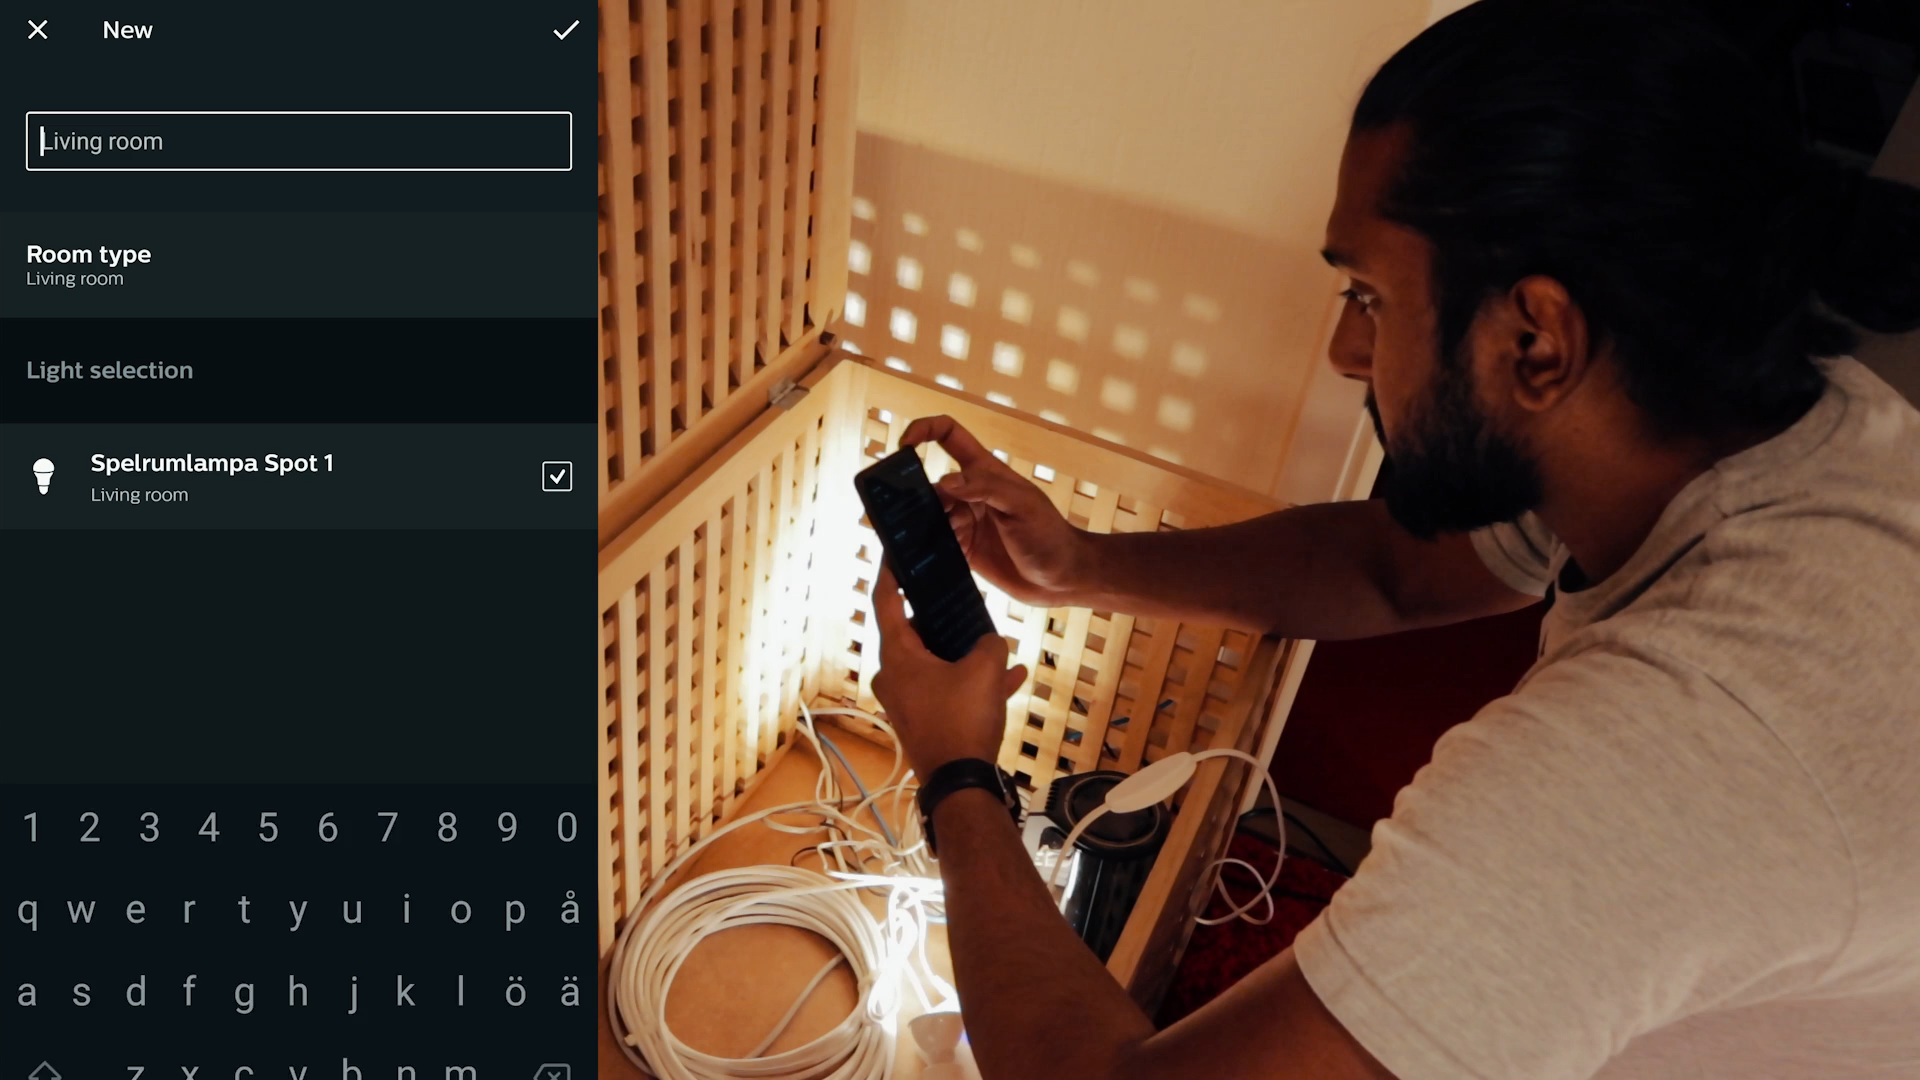 New
Living room
Room type
Living room
Light selection
Spelrumlampa Spot 1
Living room
1 2 3 4 5 6 7 8 9 0
q w e r t y u i o p å
a s d f g h j k l ö ä
z x c v b n m